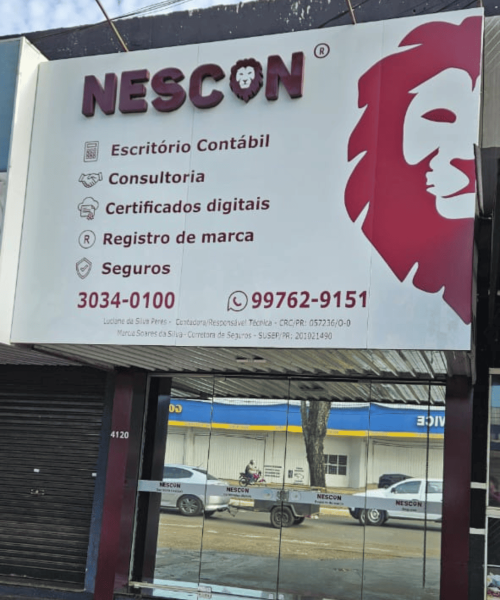 NESCON ®
Escritório Contábil
Consultoria
Certificados digitais
® Registro de marca
Seguros
3034-0100 99762-9151
Luciane da Silva Peres - Contadora/Responsável Técnica - CRC/PR: 057236/O-0
Marcia Soares da Silva - Corretora de Seguros - SUSEP/PR: 201021490
4120
NESCON
NESCON
NESCON
NESCON